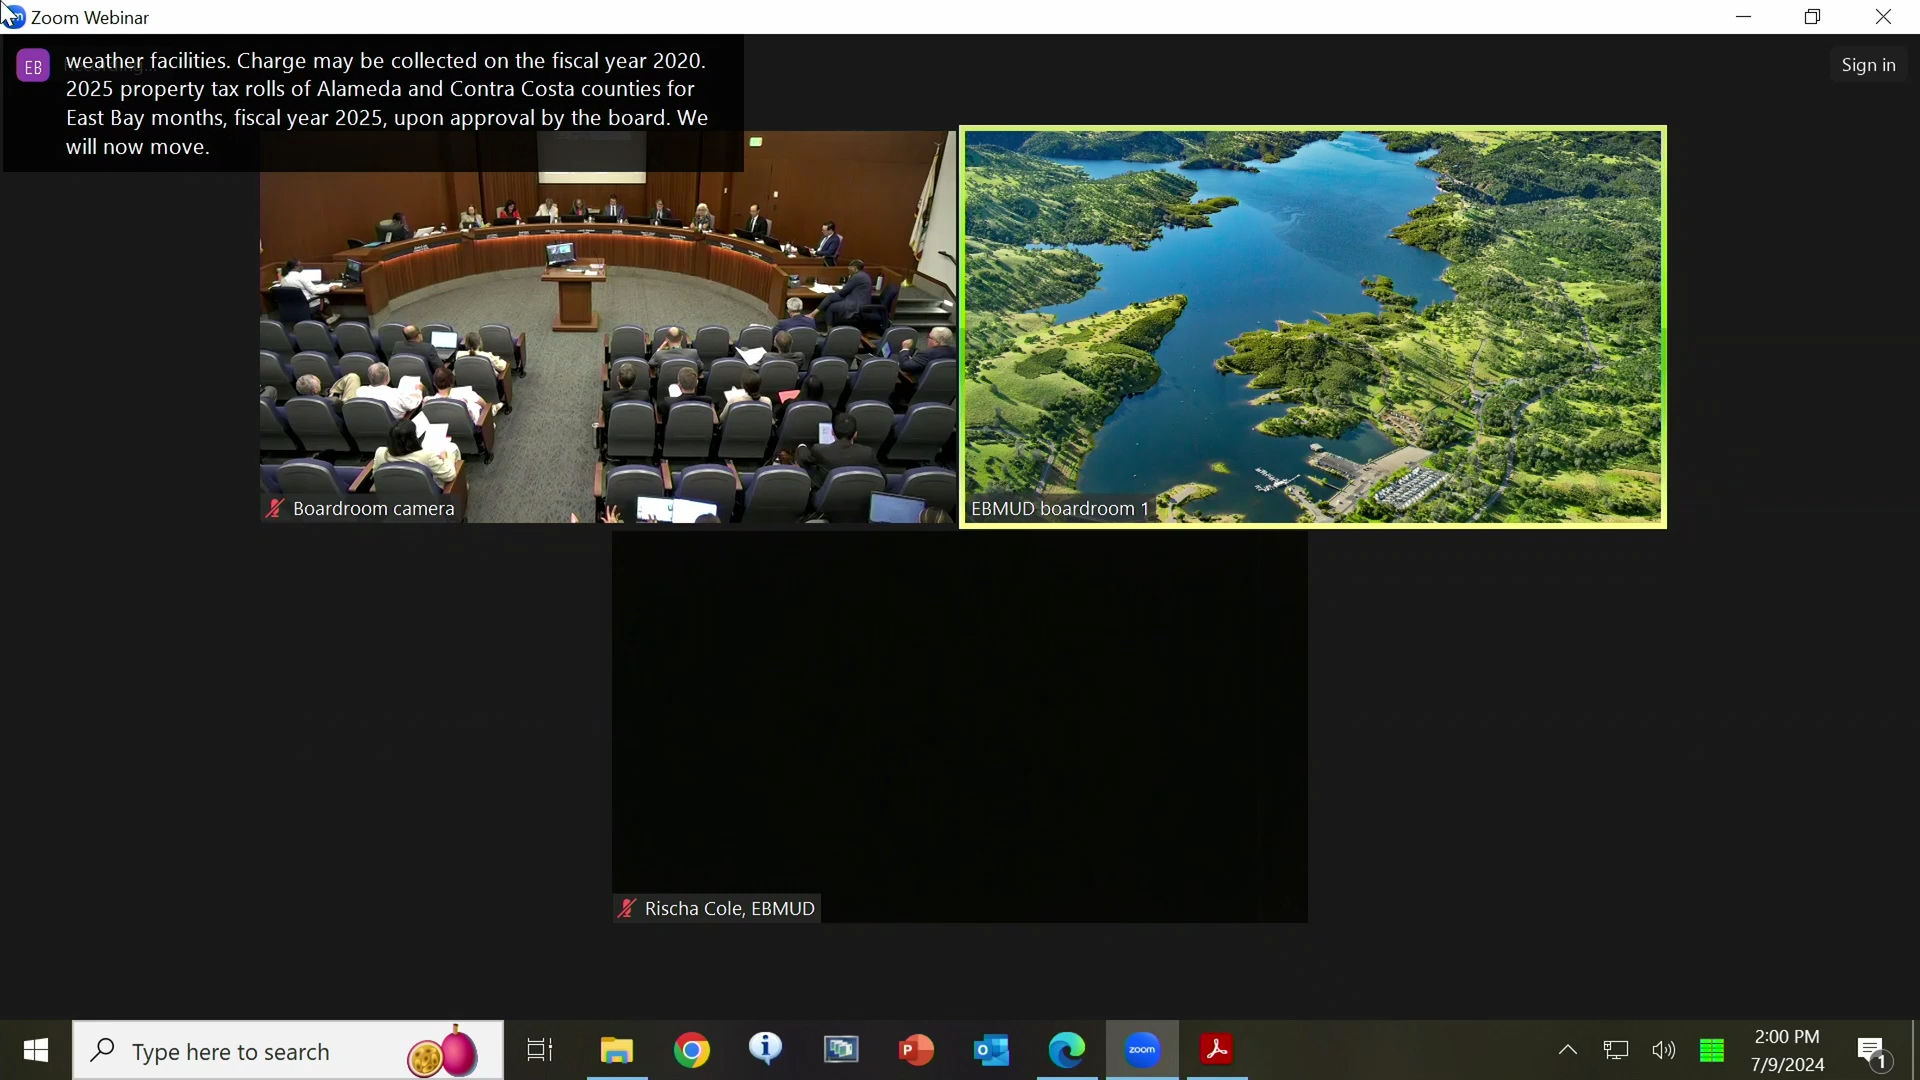 Zoom Webinar
EB
weather facilities. Charge may be collected on the fiscal year 2020.
2025 property tax rolls of Alameda and Contra Costa counties for
East Bay months, fiscal year 2025, upon approval by the board. We
will now move.
Sign in
Boardroom camera
EBMUD boardroom 1
Rischa Cole, EBMUD
Type here to search
P
zoom
2:00 PM
7/9/2024
1